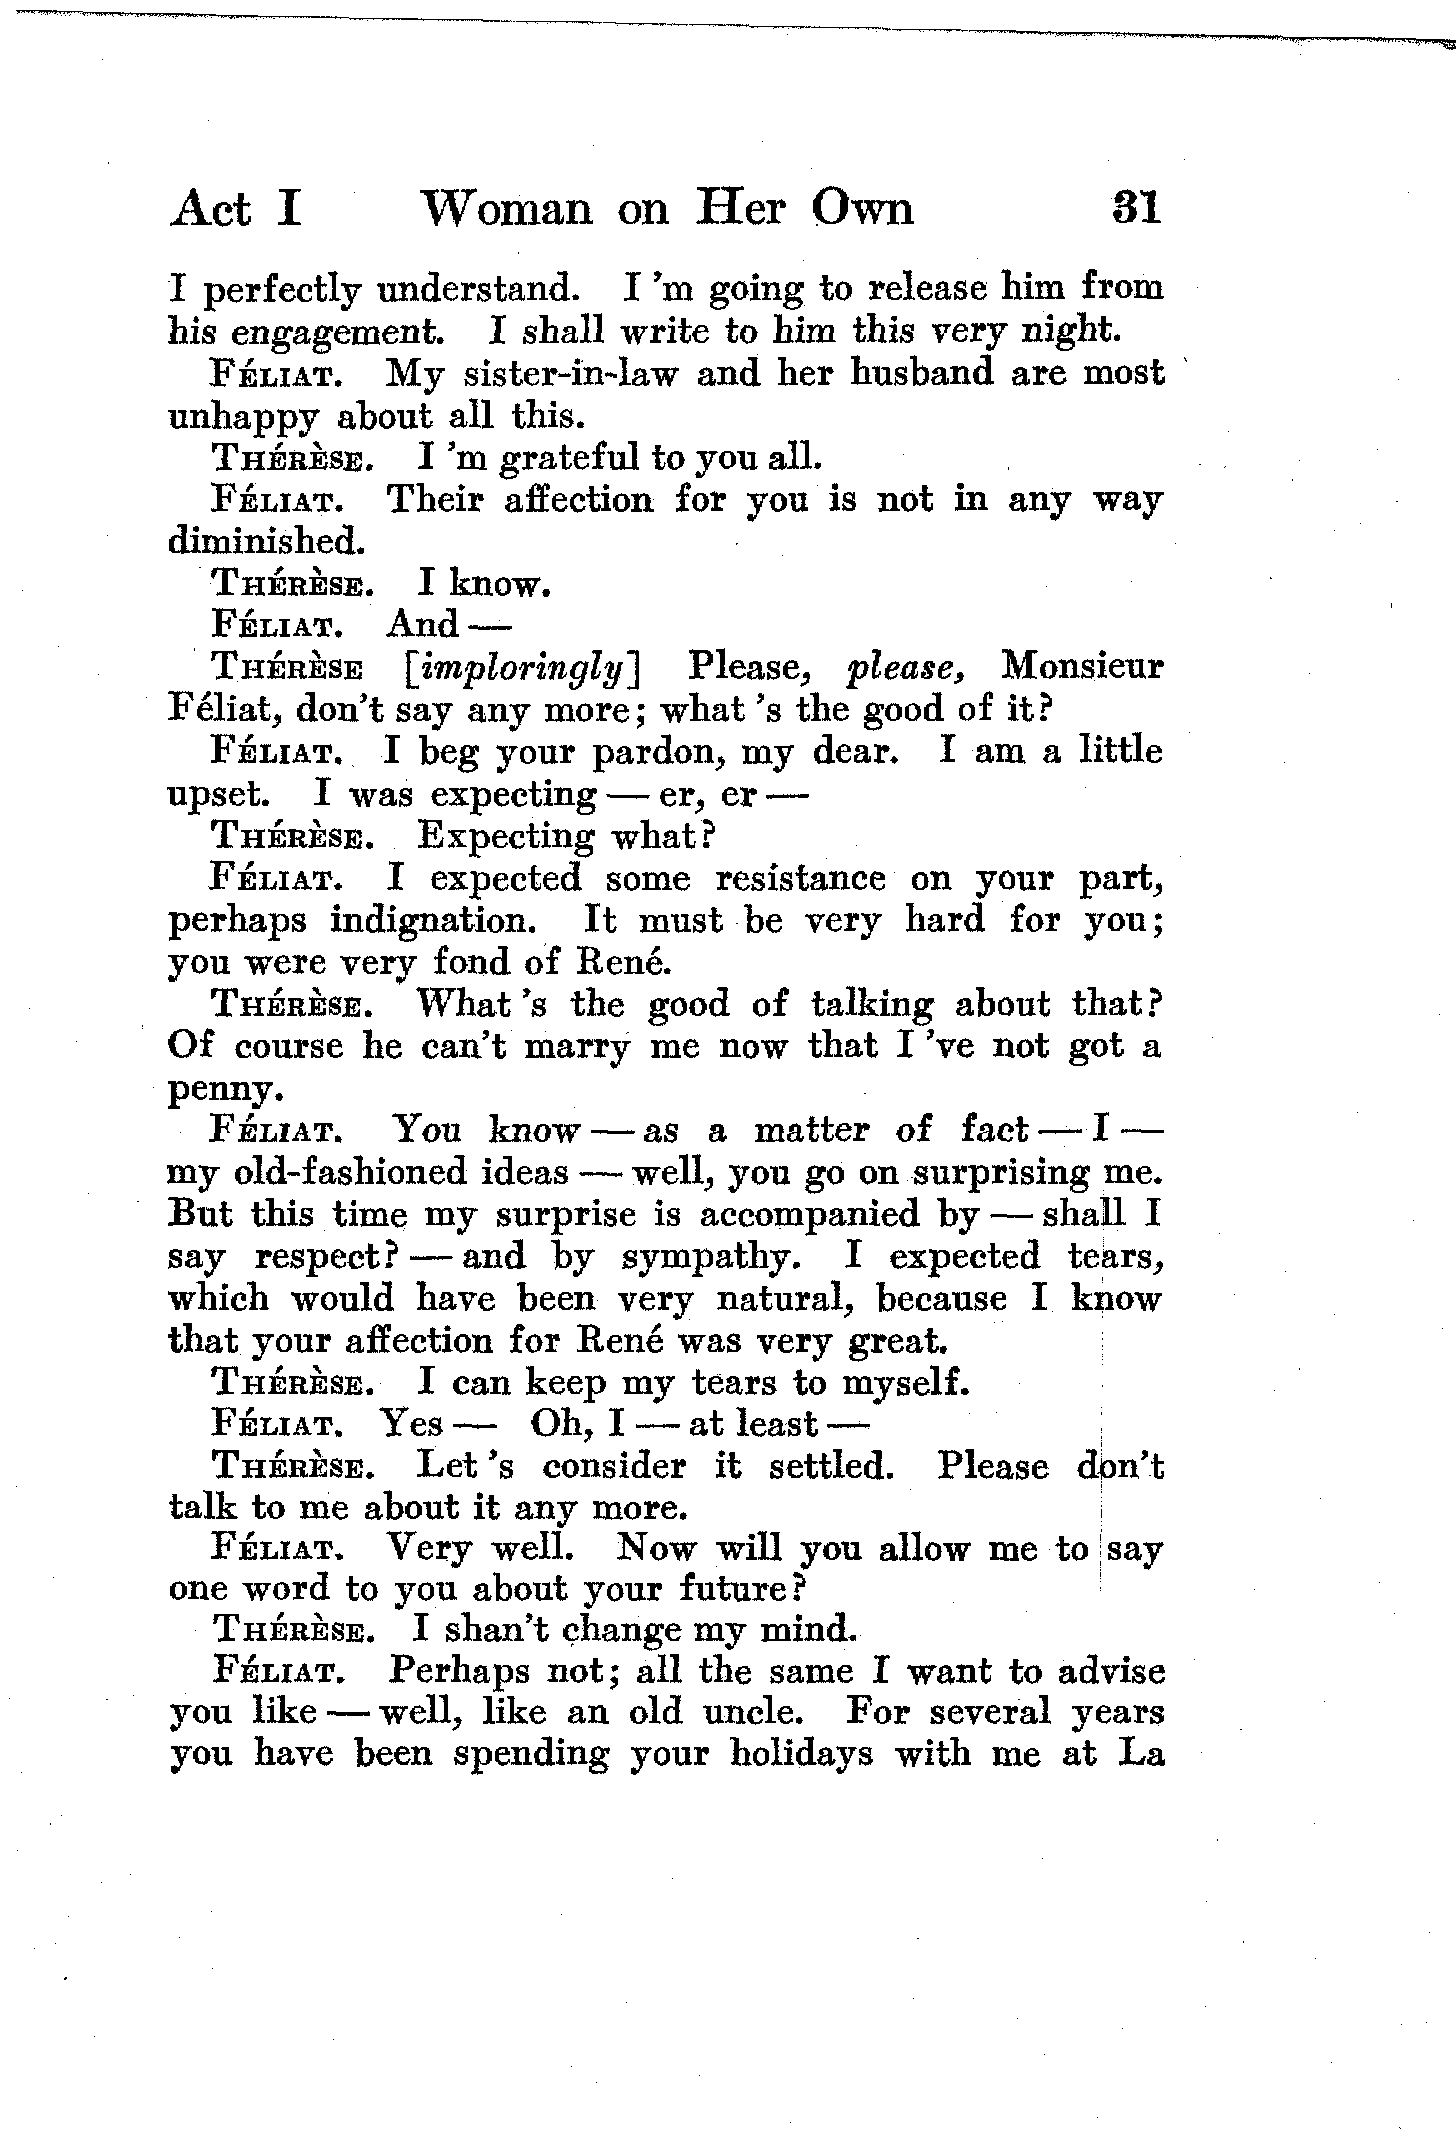 Act I Woman on Her Own 31
I perfectly understand. I 'm going to release him from
his engagement. I shall write to him this very night.
FÉLIAT. My sister-in-law and her husband are most
unhappy about all this.
THÉRÈSE. I 'm grateful to you all.
FÉLIAT. Their affection for you is not in any way
diminished.
THÉRÈSE. I know.
FÉLIAT. And —
THÉRÈSE [imploringly] Please, please, Monsieur
Féliat, don't say any more; what 's the good of it?
FÉLIAT. I beg your pardon, my dear. I am a little
upset. I was expecting — er, er —
THÉRÈSE. Expecting what?
FÉLIAT. I expected some resistance on your part,
perhaps indignation. It must be very hard for you;
you were very fond of René.
THÉRÈSE. What 's the good of talking about that?
Of course he can't marry me now that I 've not got a
penny.
FÉLIAT. You know — as a matter of fact — I —
my old-fashioned ideas — well, you go on surprising me.
But this time my surprise is accompanied by — shall I
say respect? — and by sympathy. I expected tears,
which would have been very natural, because I know
that your affection for René was very great.
THÉRÈSE. I can keep my tears to myself.
FÉLIAT. Yes — Oh, I — at least —
THÉRÈSE. Let 's consider it settled. Please don't
talk to me about it any more.
FÉLIAT. Very well. Now will you allow me to say
one word to you about your future?
THÉRÈSE. I shan't change my mind.
FÉLIAT. Perhaps not; all the same I want to advise
you like — well, like an old uncle. For several years
you have been spending your holidays with me at La